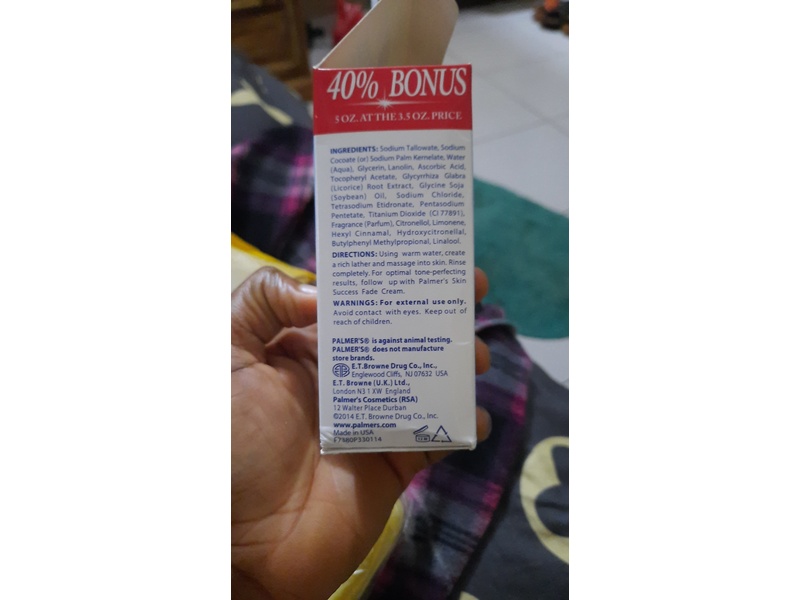 40% BONUS
5 OZ. AT THE 3.5 OZ. PRICE
INGREDIENTS: Sodium Tallowate, Sodium
Cocoate (or) Sodium Palm Kernelate, Water
(Aqua), Glycerin, Lanolin, Ascorbic Acid,
Tocopheryl Acetate, Glycyrrhiza Glabra
(Licorice) Root Extract, Glycine Soja
(Soybean) Oil, Sodium Chloride,
Tetrasodium Etidronate, Pentasodium
Pentetate, Titanium Dioxide (CI 77891),
Fragrance (Parfum), Citronellol, Limonene,
Hexyl Cinnamal, Hydroxycitronellal,
Butylphenyl Methylpropional, Linalool.
DIRECTIONS: Using warm water, create
a rich lather and massage into skin. Rinse
completely. For optimal tone-perfecting
results, follow up with Palmer's Skin
Success Fade Cream.
WARNINGS: For external use only.
Avoid contact with eyes. Keep out of
reach of children.
PALMER'S® is against animal testing.
PALMER'S® does not manufacture
store brands.
E.T.Browne Drug Co., Inc.,
Englewood Cliffs, NJ 07632 USA
E.T. Browne (U.K.) Ltd.,
London N3 1 XW England
Palmer's Cosmetics (RSA)
12 Walter Place Durban
©2014 E.T. Browne Drug Co., Inc.
www.palmers.com
Made in USA